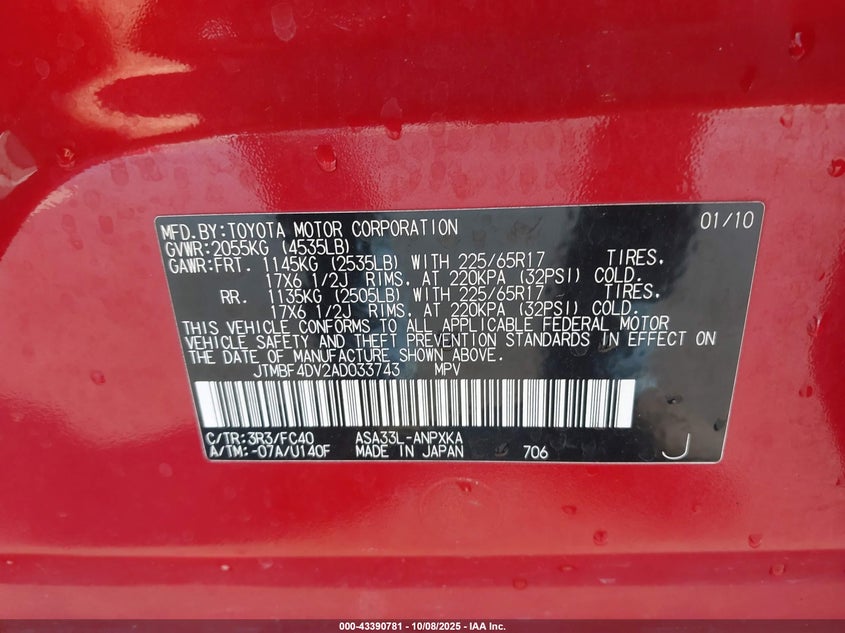 MFD.BY:TOYOTA MOTOR CORPORATION 01/10
GVWR:2055KG (4535LB)
GAWR:FRT. 1145KG (2535LB) WITH 225/65R17 TIRES,
17X6 1/2J RIMS, AT 220KPA (32PSI) COLD.
RR. 1135KG (2505LB) WITH 225/65R17 TIRES,
17X6 1/2J RIMS, AT 220KPA (32PSI) COLD.
THIS VEHICLE CONFORMS TO ALL APPLICABLE FEDERAL MOTOR
VEHICLE SAFETY AND THEFT PREVENTION STANDARDS IN EFFECT ON
THE DATE OF MANUFACTURE SHOWN ABOVE.
JTMBF4DV2AD033743 MPV
C/TR:3R3/FC40 ASA33L-ANPXKA
A/TM:-07A/U140F MADE IN JAPAN 706 J
000-43390781 - 10/08/2025 - IAA Inc.